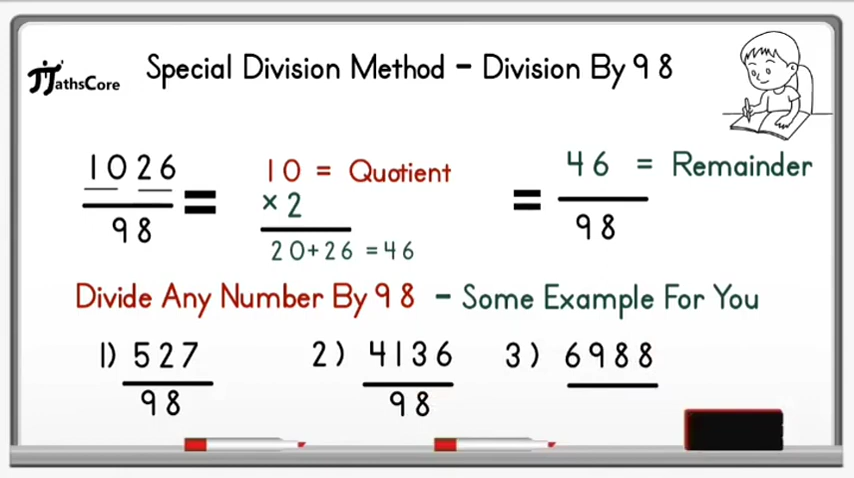 MathsCore
Special Division Method - Division By 98
1026 / 98 = 10 = Quotient
× 2
20+26 =46
= 46 / 98 = Remainder
Divide Any Number By 98 - Some Example For You
1) 527 / 98
2) 4136 / 98
3) 6988